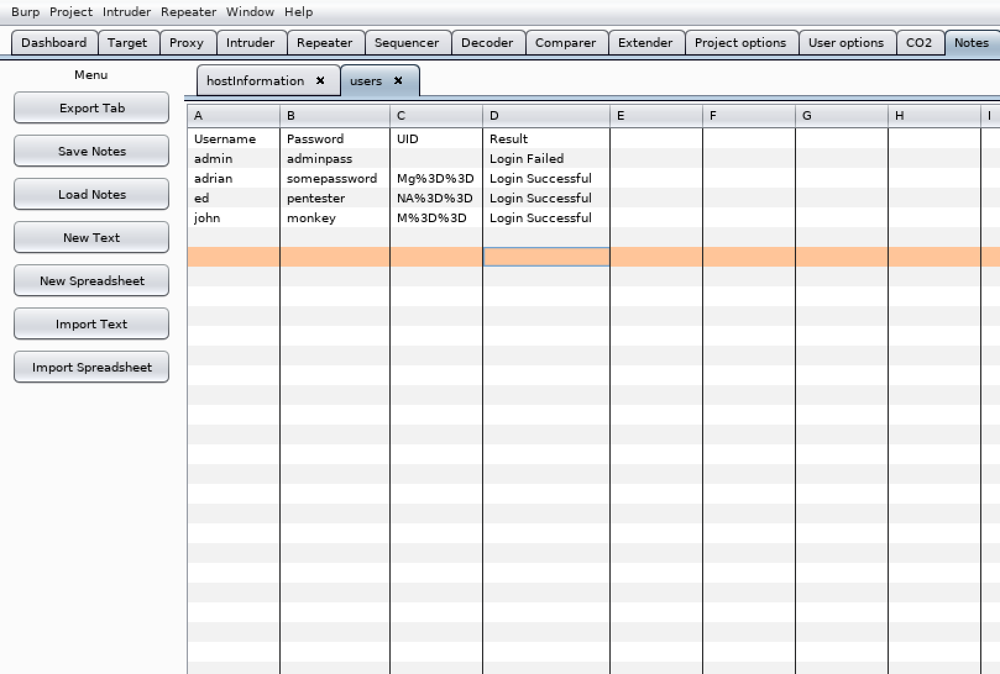 Burp Project Intruder Repeater Window Help
Dashboard Target Proxy Intruder Repeater Sequencer Decoder Comparer Extender Project options User options CO2 Notes
Menu
hostInformation users
Export Tab
Save Notes
Load Notes
New Text
New Spreadsheet
Import Text
Import Spreadsheet
A B C D E F G H I
Username Password UID Result
admin adminpass Login Failed
adrian somepassword Mg%3D%3D Login Successful
ed pentester NA%3D%3D Login Successful
john monkey M%3D%3D Login Successful